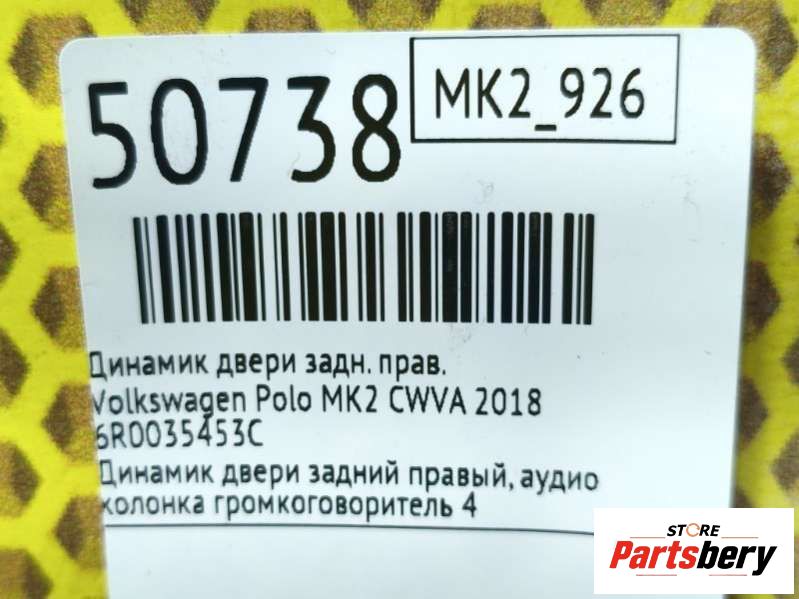 50738
MK2_926
Динамик двери задн. прав.
Volkswagen Polo MK2 CWVA 2018
6R0035453C
Динамик двери задний правый, аудио
колонка громкоговоритель 4
STORE
Partsbery